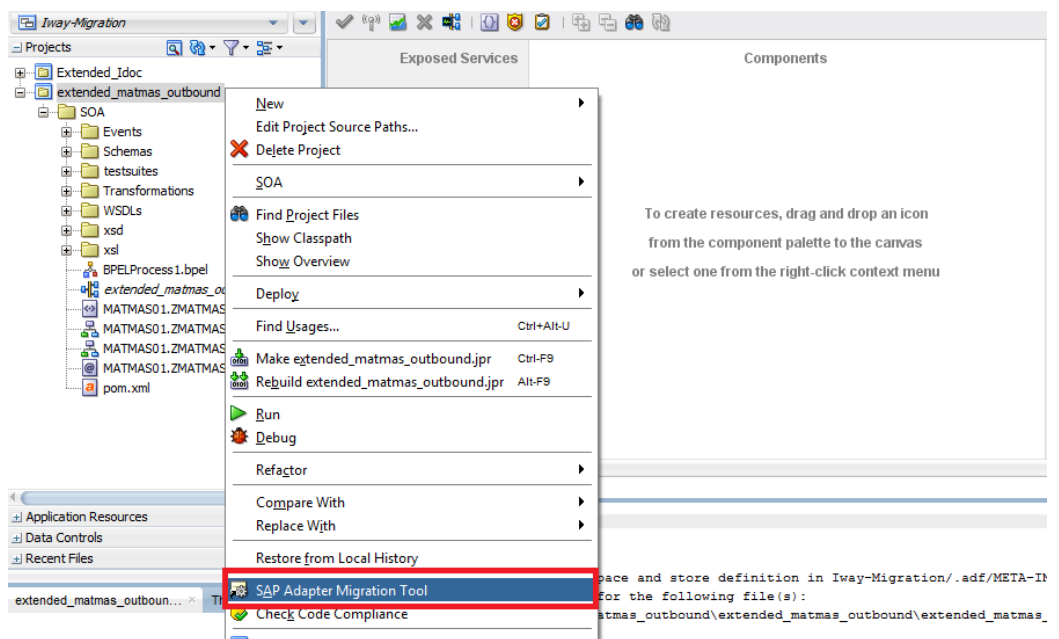 Iway-Migration
Projects
Extended_Idoc
extended_matmas_outbound
SOA
Events
Schemas
testsuites
Transformations
WSDLs
xsd
xsl
BPELProcess1.bpel
extended_matmas_ou
MATMAS01.ZMATMAS
MATMAS01.ZMATMAS
MATMAS01.ZMATMAS
MATMAS01.ZMATMAS
pom.xml
Application Resources
Data Controls
Recent Files
extended_matmas_outboun...
Exposed Services
Components
To create resources, drag and drop an icon
from the component palette to the canvas
or select one from the right-click context menu
New
Edit Project Source Paths...
Delete Project
SOA
Find Project Files
Show Classpath
Show Overview
Deploy
Find Usages... Ctrl+Alt-U
Make extended_matmas_outbound.jpr Ctrl-F9
Rebuild extended_matmas_outbound.jpr Alt-F9
Run
Debug
Refactor
Compare With
Replace With
Restore from Local History
SAP Adapter Migration Tool
Check Code Compliance
pace and store definition in Iway-Migration/.adf/META-IN
for the following file(s):
atmas_outbound\extended_matmas_outbound\extended_matmas_